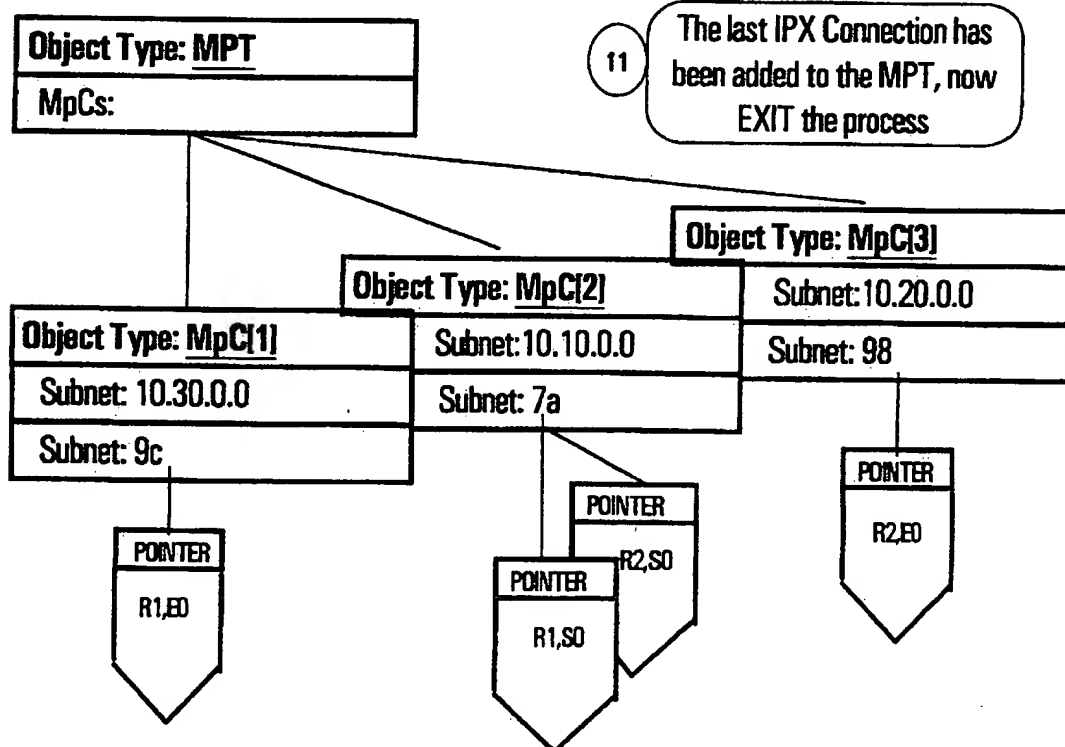 Object Type: MPT
MpCs:
f1
The last IPX Connection has
been added to the MPT, now
EXIT the process
Object Type: MpC[3]
Subnet:10.20.0.0
Subnet: 98
Object Type: MpC[2]
Subnet:10.10.0.0
Subnet: 7a
Object Type: MpC[1]
Subnet: 10.30.0.0
Subnet: 9c
POINTER
R1,E0
POINTER
R1,S0
POINTER
R2,S0
POINTER
R2,E0